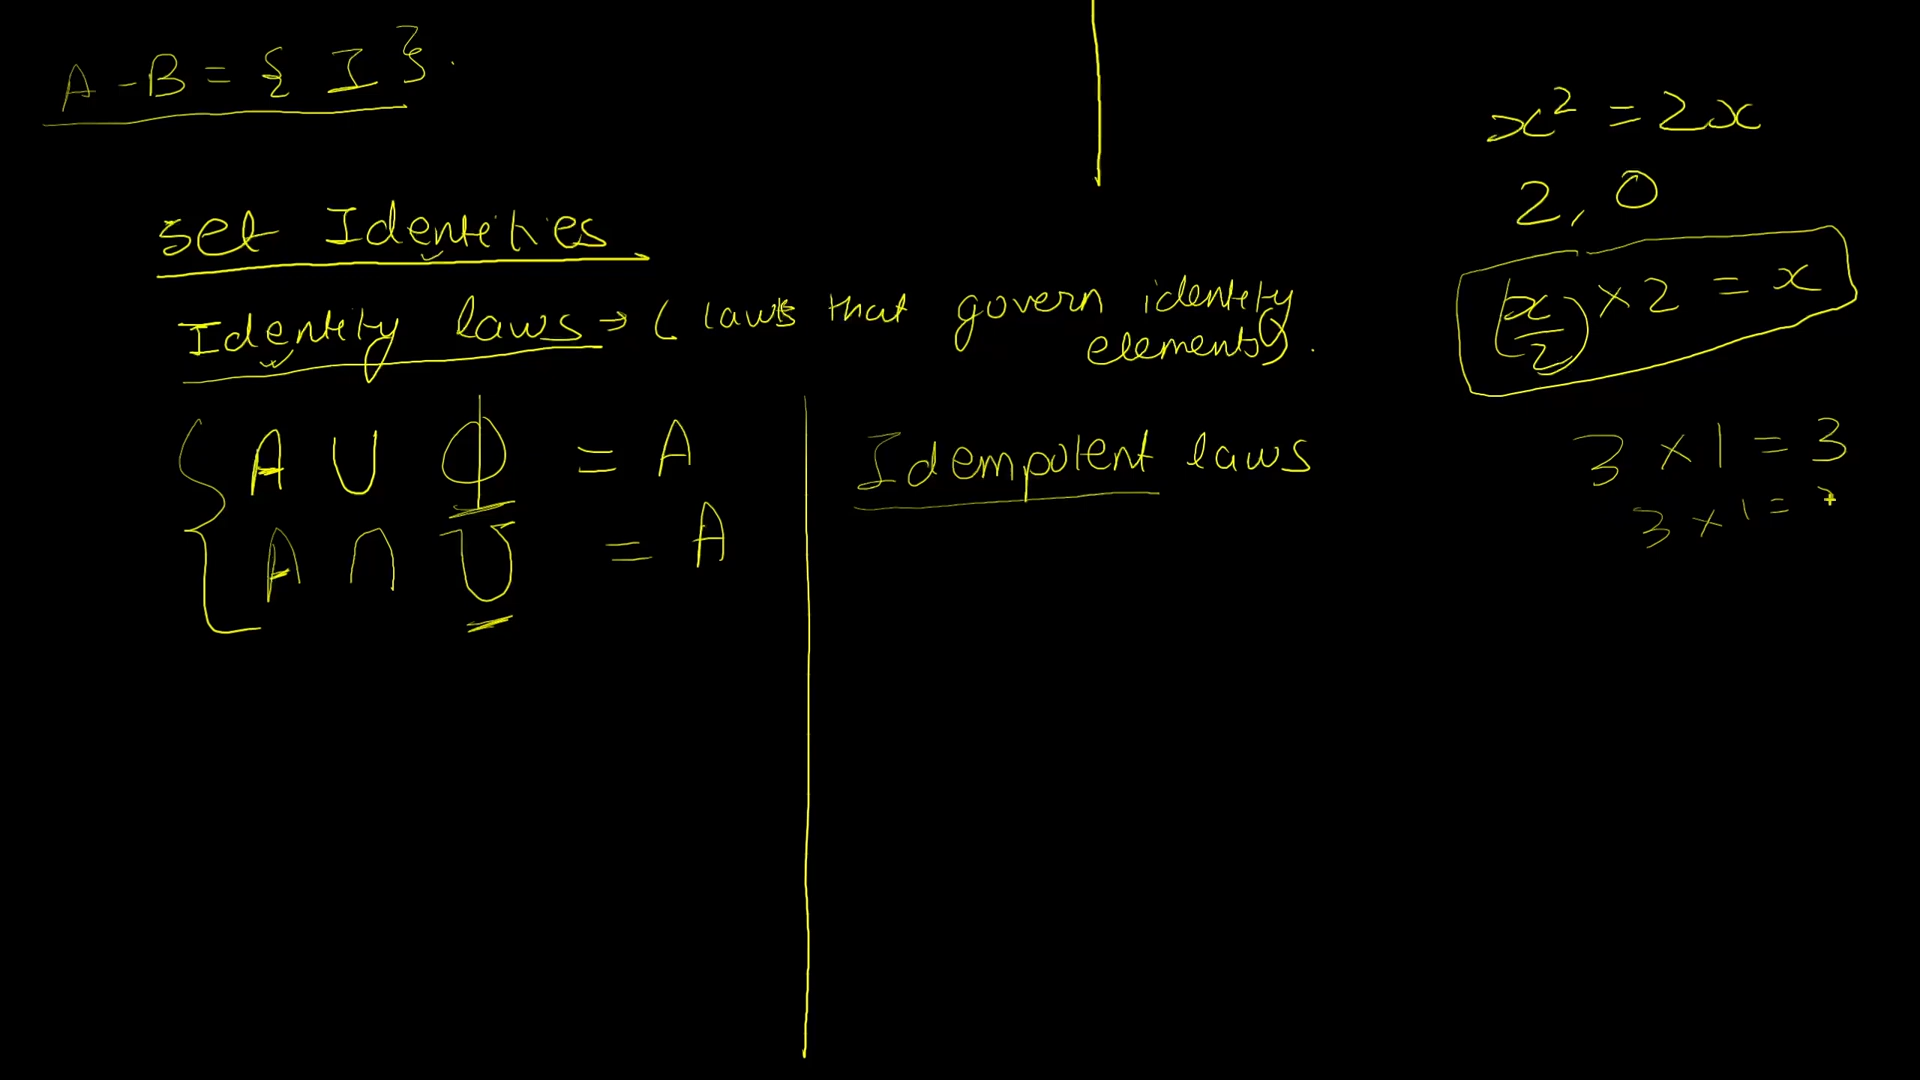 A - B = { I } .
x² = 2x
2, 0
Set Identities
(x/2) × 2 = x
Identity laws → ( laws that govern identity
elements) .
A ∪ Φ = A
Idempotent laws
3 × 1 = 3
A ∩ U = A
3 × 1 =